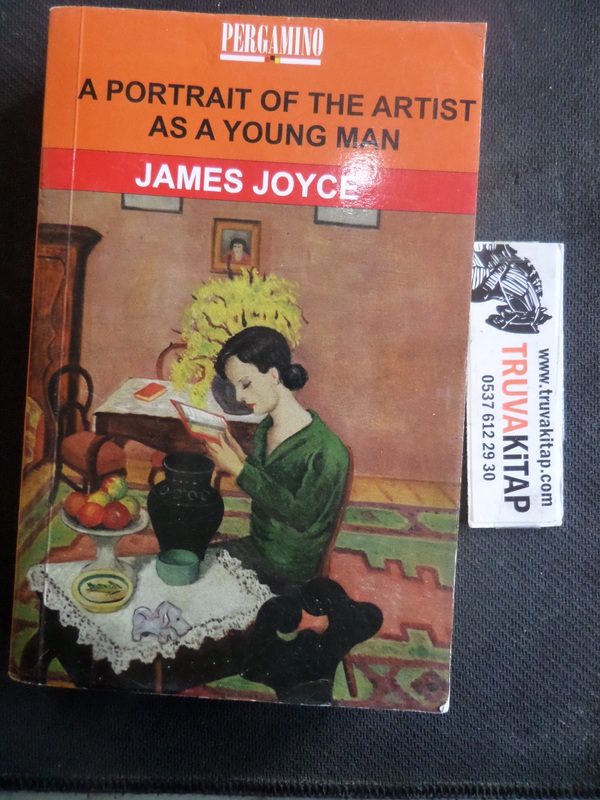 PERGAMINO
A PORTRAIT OF THE ARTIST
AS A YOUNG MAN
JAMES JOYCE
www.truvakitap.com
TRUVAKiTAP
0537 612 29 30